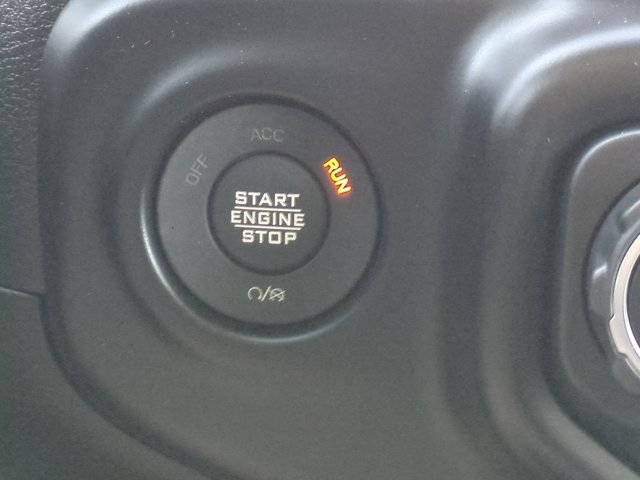 OFF
ACC
RUN
START
ENGINE
STOP